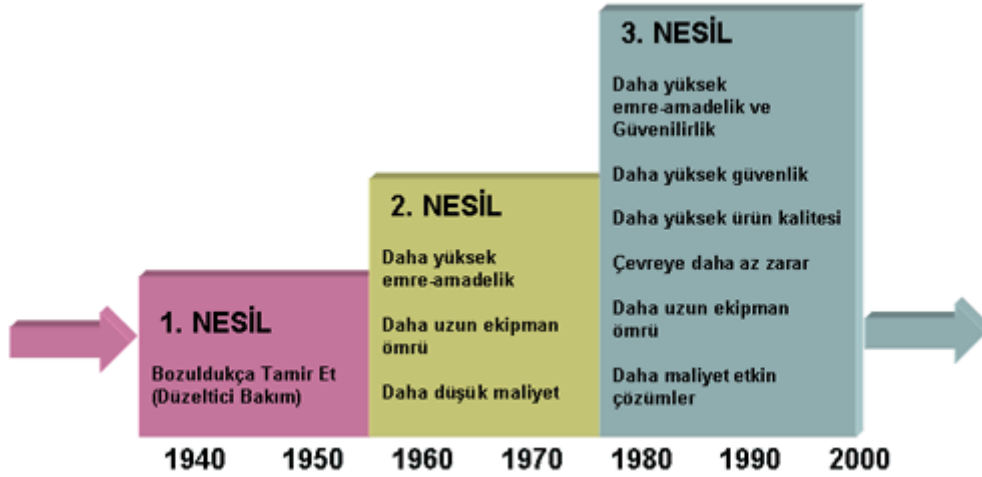 1. NESİL
Bozuldukça Tamir Et
(Düzeltici Bakım)
2. NESİL
Daha yüksek
emre-amadelik
Daha uzun ekipman
ömrü
Daha düşük maliyet
3. NESİL
Daha yüksek
emre-amadelik ve
Güvenilirlik
Daha yüksek güvenlik
Daha yüksek ürün kalitesi
Çevreye daha az zarar
Daha uzun ekipman
ömrü
Daha maliyet etkin
çözümler
1940 1950 1960 1970 1980 1990 2000